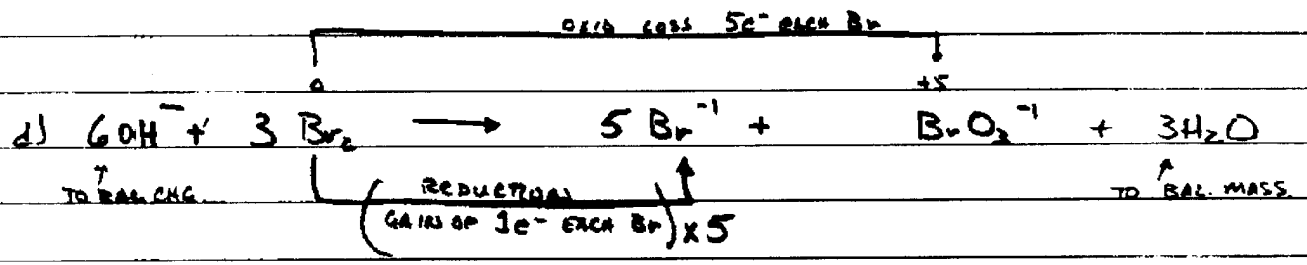 OXID LOSS 5e⁻ EACH Br
0 +5
d) 6OH⁻ + 3 Br₂ → 5 Br⁻¹ + BrO₃⁻¹ + 3H₂O
↑ TO BAL. CHG. ↑ TO BAL. MASS
(REDUCTION
GAIN OF 1e⁻ EACH Br) x 5